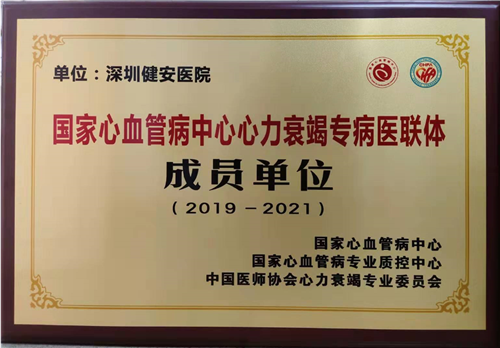 单位：深圳健安医院
国家心血管病中心心力衰竭专病医联体
成员单位
（2019－2021）
国家心血管病中心
国家心血管病专业质控中心
中国医师协会心力衰竭专业委员会